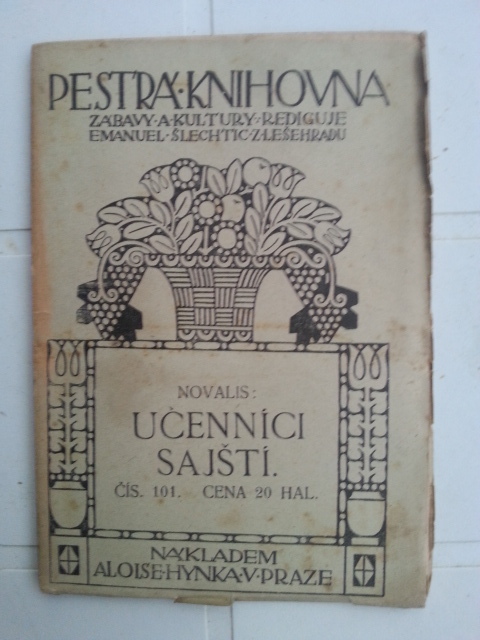 PESTRÁ·KNIHOVNA
ZÁBAVY·A·KULTURY·REDIGUJE
EMANUEL·ŠLECHTIC·Z·LEŠEHRADU
NOVALIS:
UČENNÍCI
SAJŠTÍ.
ČÍS. 101. CENA 20 HAL.
NÁKLADEM
ALOISE·HYNKA·V·PRAZE